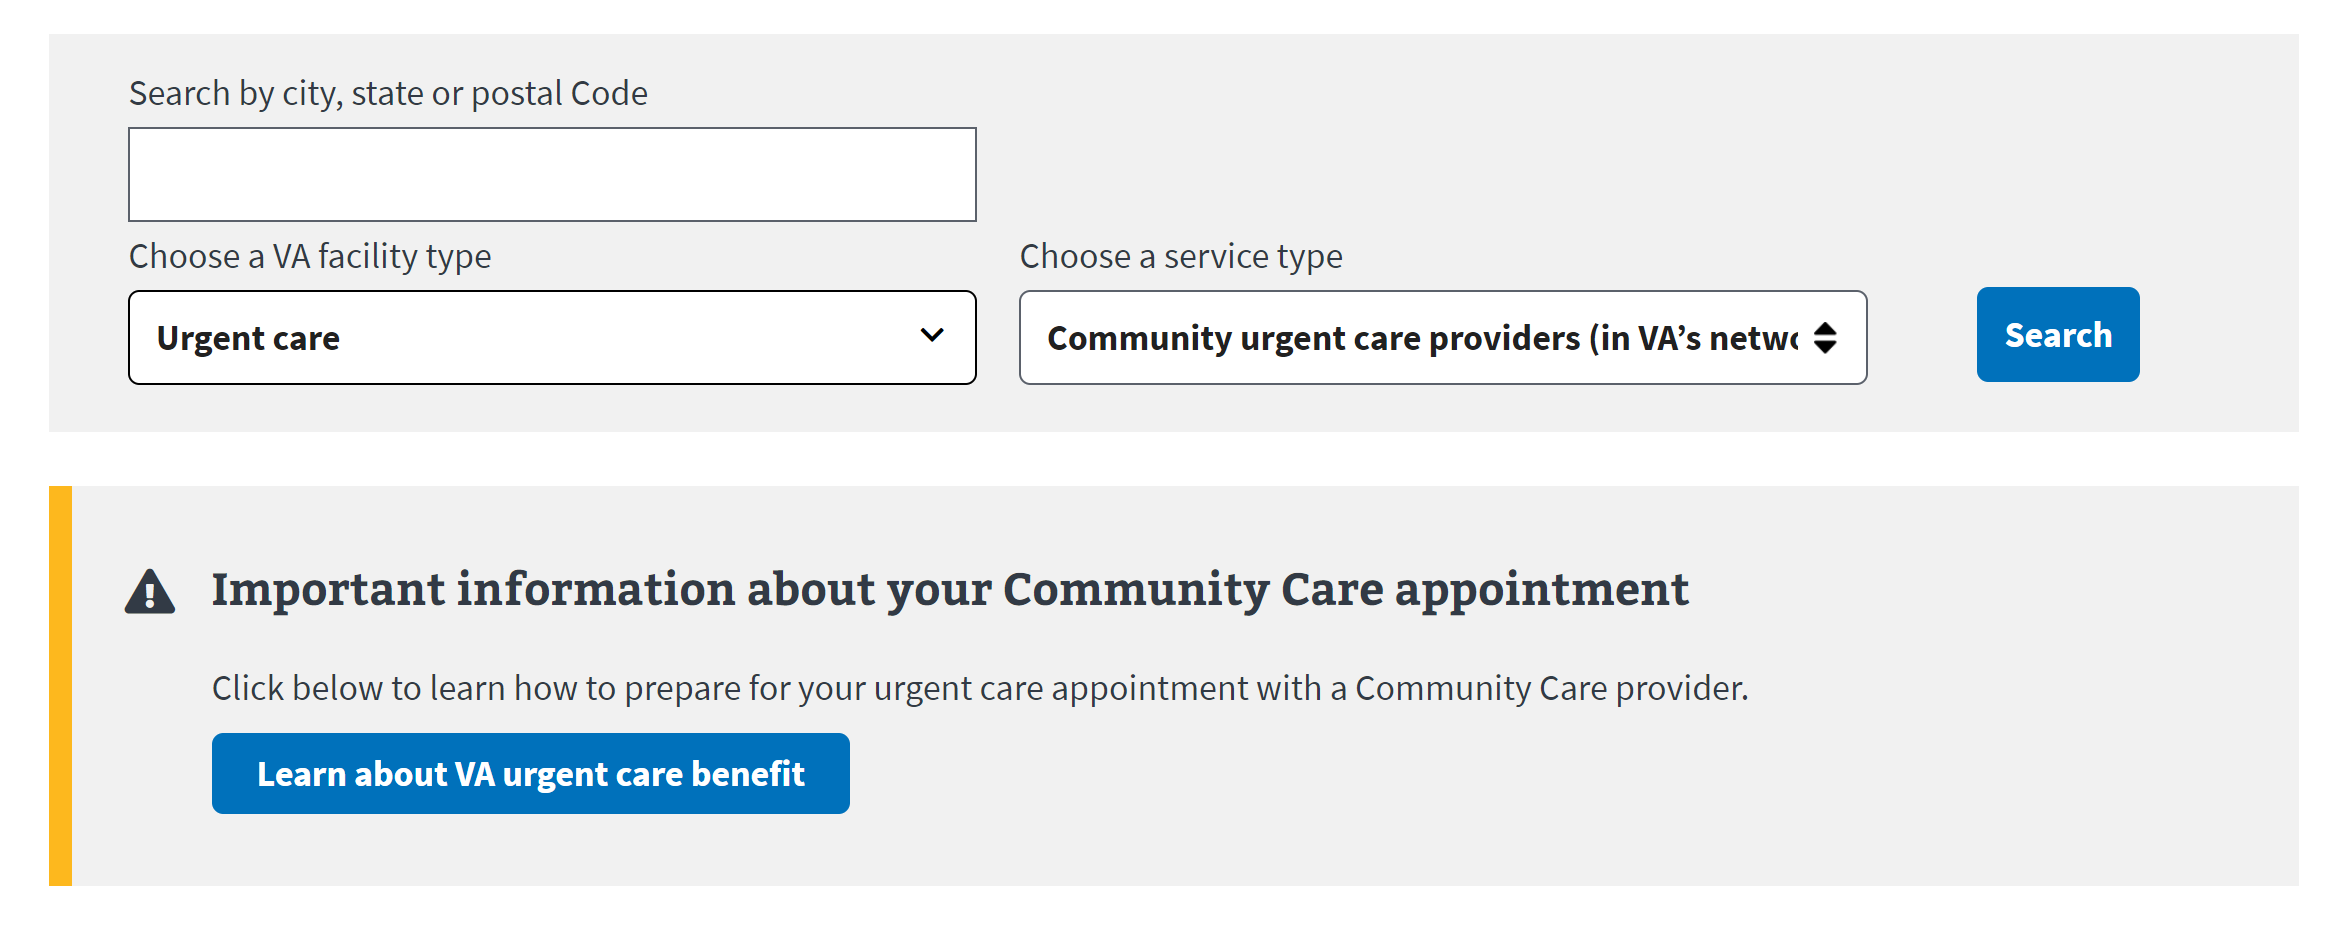 Search by city, state or postal Code
Choose a VA facility type
Choose a service type
Urgent care
Community urgent care providers (in VA’s
Search
Important information about your Community Care appointment
Click below to learn how to prepare for your urgent care appointment with a Community Care provider.
Learn about VA urgent care benefit